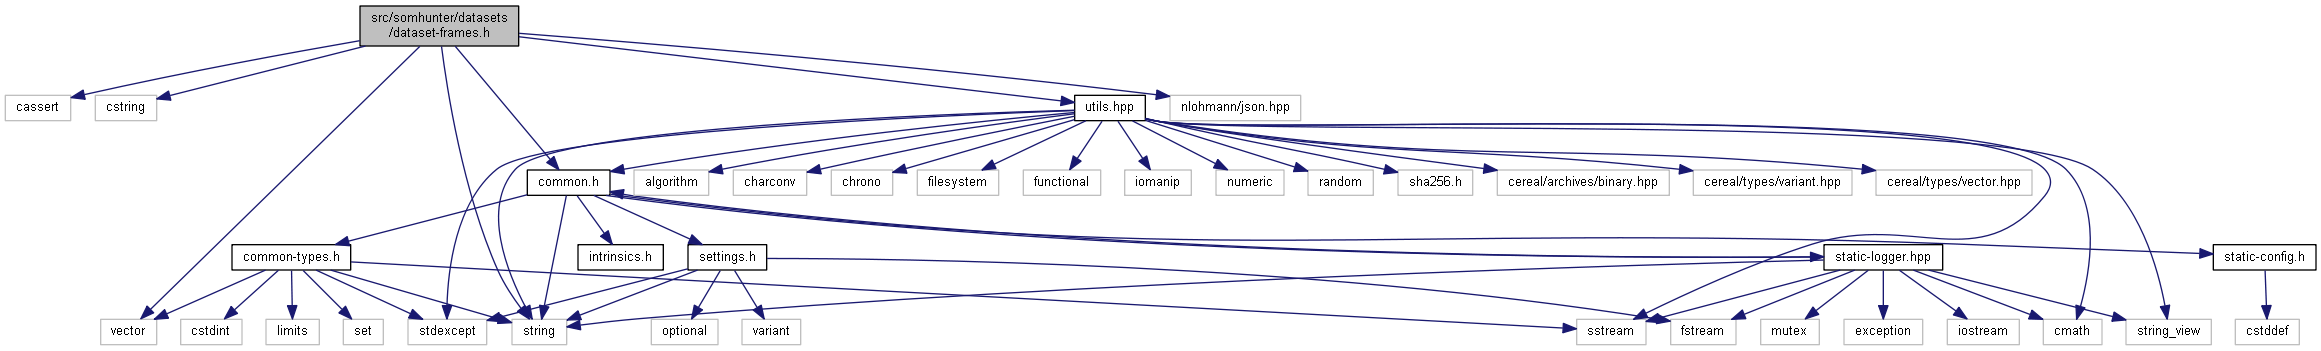 src/somhunter/datasets
/dataset-frames.h
cassert
cstring
utils.hpp
nlohmann/json.hpp
common.h
algorithm
charconv
chrono
filesystem
functional
iomanip
numeric
random
sha256.h
cereal/archives/binary.hpp
cereal/types/variant.hpp
cereal/types/vector.hpp
common-types.h
intrinsics.h
settings.h
static-logger.hpp
static-config.h
vector
cstdint
limits
set
stdexcept
string
optional
variant
sstream
fstream
mutex
exception
iostream
cmath
string_view
cstddef